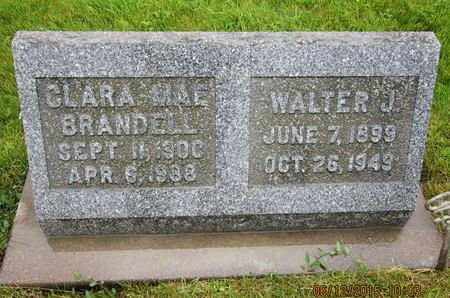 CLARA MAE
BRANDELL
SEPT. 11, 1906
APR. 6, 1988
WALTER J.
JUNE 7, 1899
OCT. 26, 1949
06/12/2015 10:03